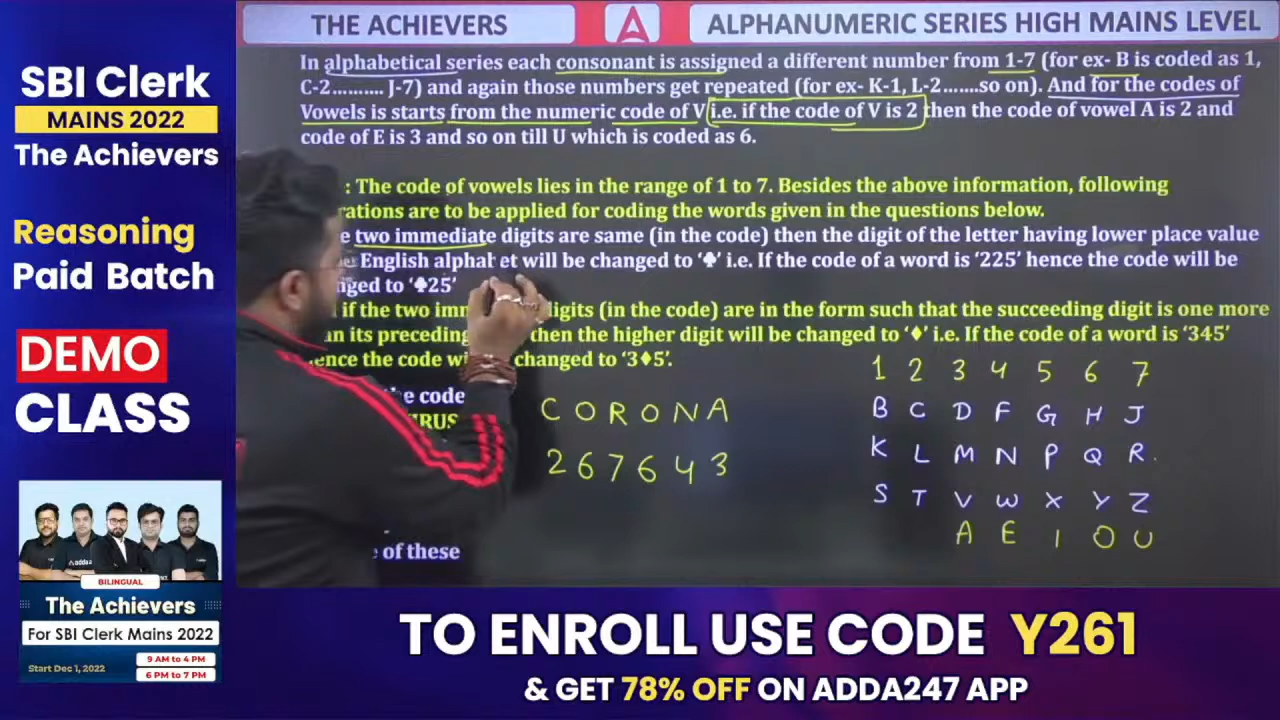 SBI Clerk
MAINS 2022
The Achievers
Reasoning
Paid Batch
DEMO
CLASS
adda
BILINGUAL
The Achievers
For SBI Clerk Mains 2022
Start Dec 1, 2022
9 AM to 4 PM
6 PM to 7 PM
THE ACHIEVERS
ALPHANUMERIC SERIES HIGH MAINS LEVEL
In alphabetical series each consonant is assigned a different number from 1-7 (for ex- B is coded as 1,
C-2.......... J-7) and again those numbers get repeated (for ex- K-1, L-2.......so on). And for the codes of
Vowels is starts from the numeric code of V i.e. if the code of V is 2 then the code of vowel A is 2 and
code of E is 3 and so on till U which is coded as 6.
: The code of vowels lies in the range of 1 to 7. Besides the above information, following
rations are to be applied for coding the words given in the questions below.
e two immediate digits are same (in the code) then the digit of the letter having lower place value
English alphabet will be changed to '♣' i.e. If the code of a word is '225' hence the code will be
nged to '♣25'
if the two imm digits (in the code) are in the form such that the succeeding digit is one more
an its preceding then the higher digit will be changed to '♦' i.e. If the code of a word is '345'
hence the code wi changed to '3♦5'.
e code
IRUS
e of these
C O R O N A
2 6 7 6 4 3
1 2 3 4 5 6 7
B C D F G H J
K L M N P Q R
S T V W X Y Z
A E I O U
TO ENROLL USE CODE Y261
& GET 78% OFF ON ADDA247 APP